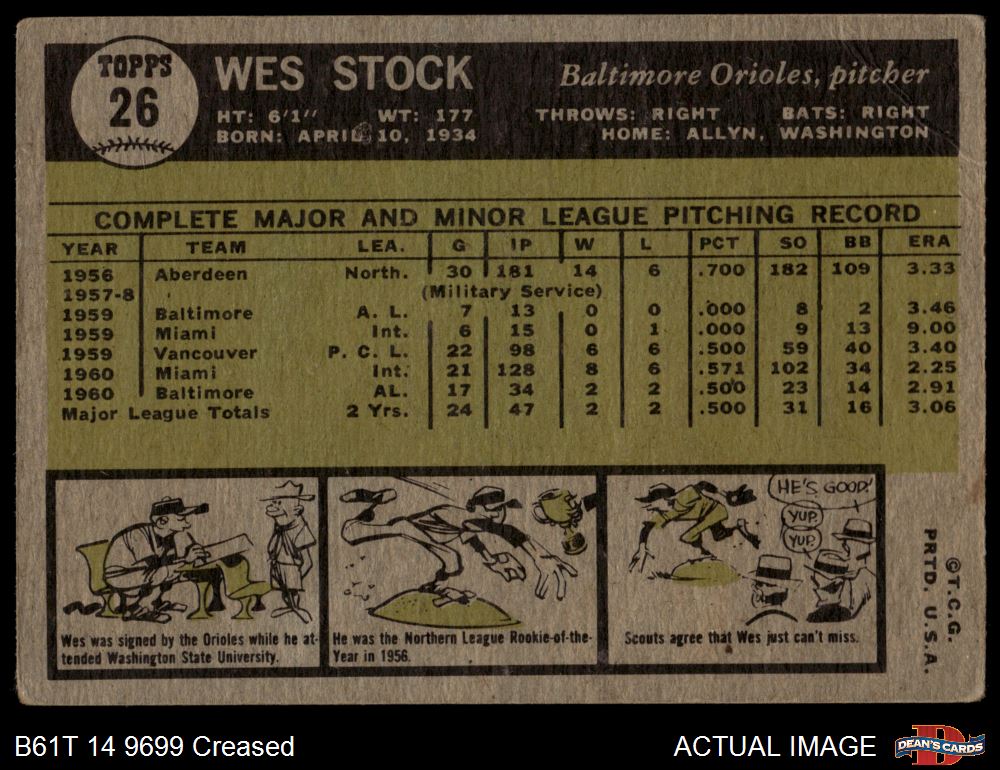 TOPPS
26
WES STOCK
Baltimore Orioles, pitcher
HT: 6'1" WT: 177
THROWS: RIGHT BATS: RIGHT
BORN: APRIL 10, 1934
HOME: ALLYN, WASHINGTON
COMPLETE MAJOR AND MINOR LEAGUE PITCHING RECORD
YEAR TEAM LEA. G IP W L PCT SO BB ERA
1956 Aberdeen North. 30 181 14 6 .700 182 109 3.33
1957-8 (Military Service)
1959 Baltimore A. L. 7 13 0 0 .000 8 2 3.46
1959 Miami Int. 6 15 0 1 .000 9 13 9.00
1959 Vancouver P. C. L. 22 98 6 6 .500 59 40 3.40
1960 Miami Int. 21 128 8 6 .571 102 34 2.25
1960 Baltimore AL. 17 34 2 2 .500 23 14 2.91
Major League Totals 2 Yrs. 24 47 2 2 .500 31 16 3.06
Wes was signed by the Orioles while he at-
tended Washington State University.
He was the Northern League Rookie-of-the-
Year in 1956.
HE'S GOOD!
YUP.
YUP.
Scouts agree that Wes just can't miss.
©T.C.G.
PRTD. U.S.A.
B61T 14 9699 Creased
ACTUAL IMAGE
DEAN'S CARDS